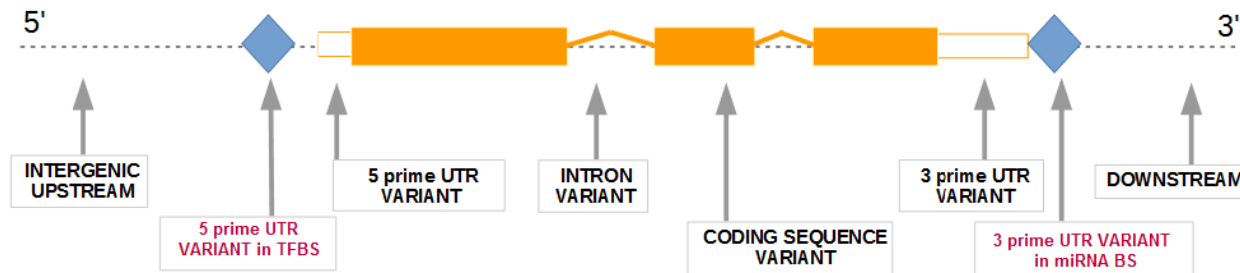 5'
3'
INTERGENIC
UPSTREAM
5 prime UTR
VARIANT in TFBS
5 prime UTR
VARIANT
INTRON
VARIANT
CODING SEQUENCE
VARIANT
3 prime UTR
VARIANT
3 prime UTR VARIANT
in miRNA BS
DOWNSTREAM